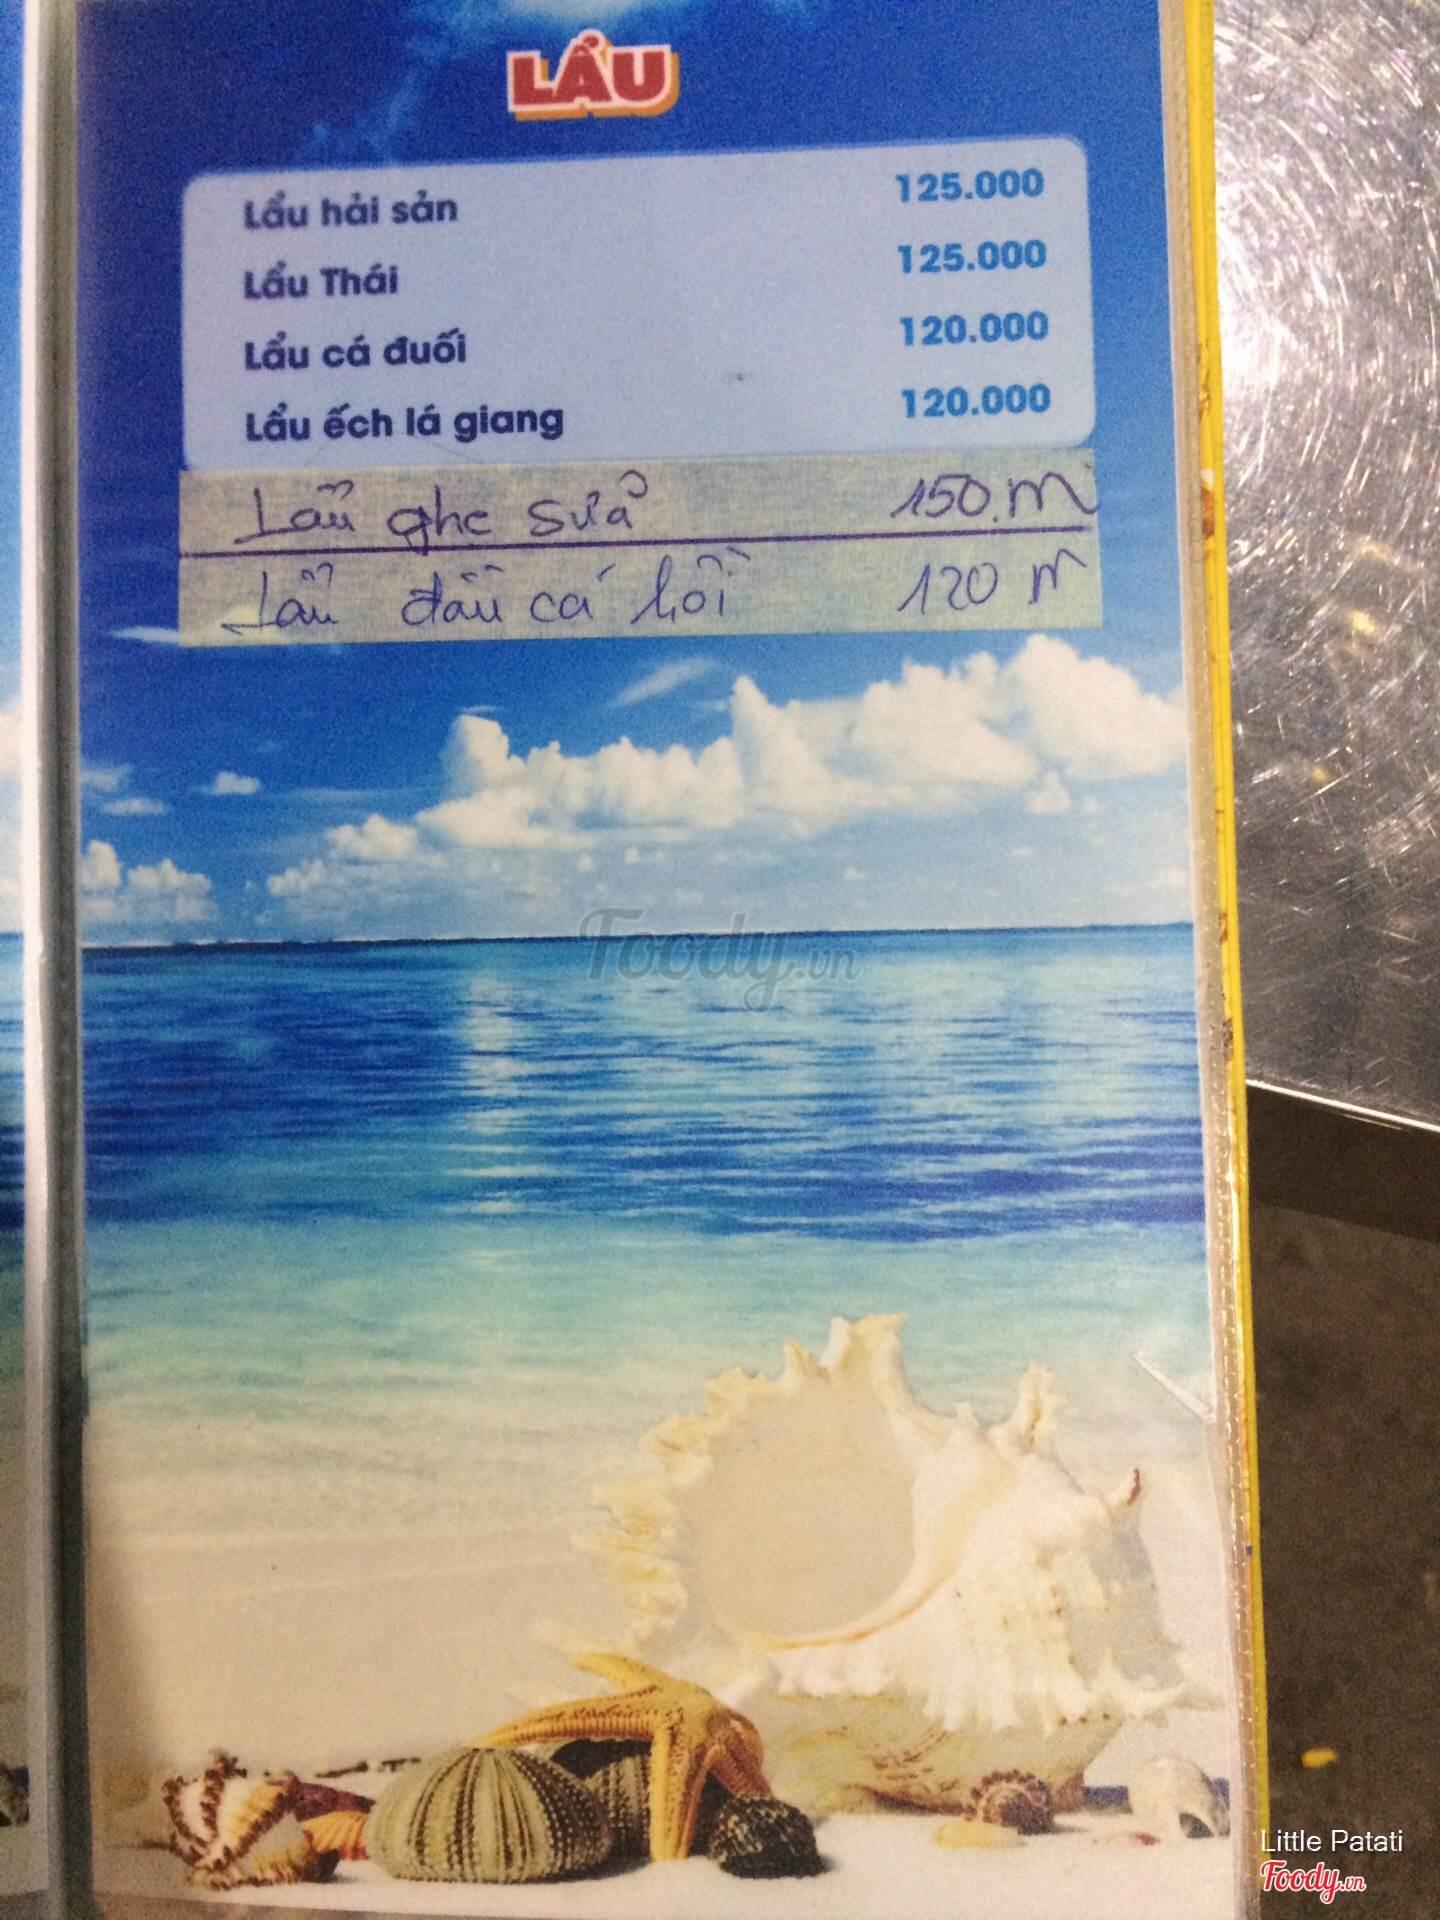 LẨU
Lẩu hải sản 125.000
Lẩu Thái 125.000
Lẩu cá đuối 120.000
Lẩu ếch lá giang 120.000
Lẩu ghẹ sữa 150.m
Lẩu đầu cá hồi 120 m
Foody.vn
Little Patati
Foody.vn